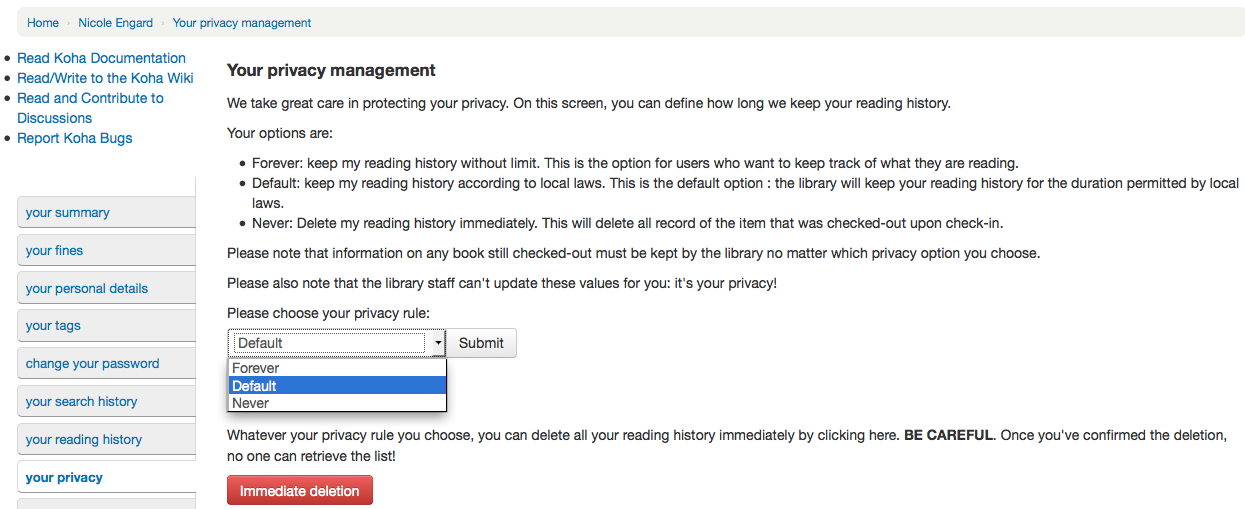 Home › Nicole Engard › Your privacy management
Read Koha Documentation
Read/Write to the Koha Wiki
Read and Contribute to
Discussions
Report Koha Bugs
your summary
your fines
your personal details
your tags
change your password
your search history
your reading history
your privacy
Your privacy management
We take great care in protecting your privacy. On this screen, you can define how long we keep your reading history.
Your options are:
Forever: keep my reading history without limit. This is the option for users who want to keep track of what they are reading.
Default: keep my reading history according to local laws. This is the default option : the library will keep your reading history for the duration permitted by local
laws.
Never: Delete my reading history immediately. This will delete all record of the item that was checked-out upon check-in.
Please note that information on any book still checked-out must be kept by the library no matter which privacy option you choose.
Please also note that the library staff can't update these values for you: it's your privacy!
Please choose your privacy rule:
Default Submit
Forever
Default
Never
Whatever your privacy rule you choose, you can delete all your reading history immediately by clicking here. BE CAREFUL. Once you've confirmed the deletion,
no one can retrieve the list!
Immediate deletion